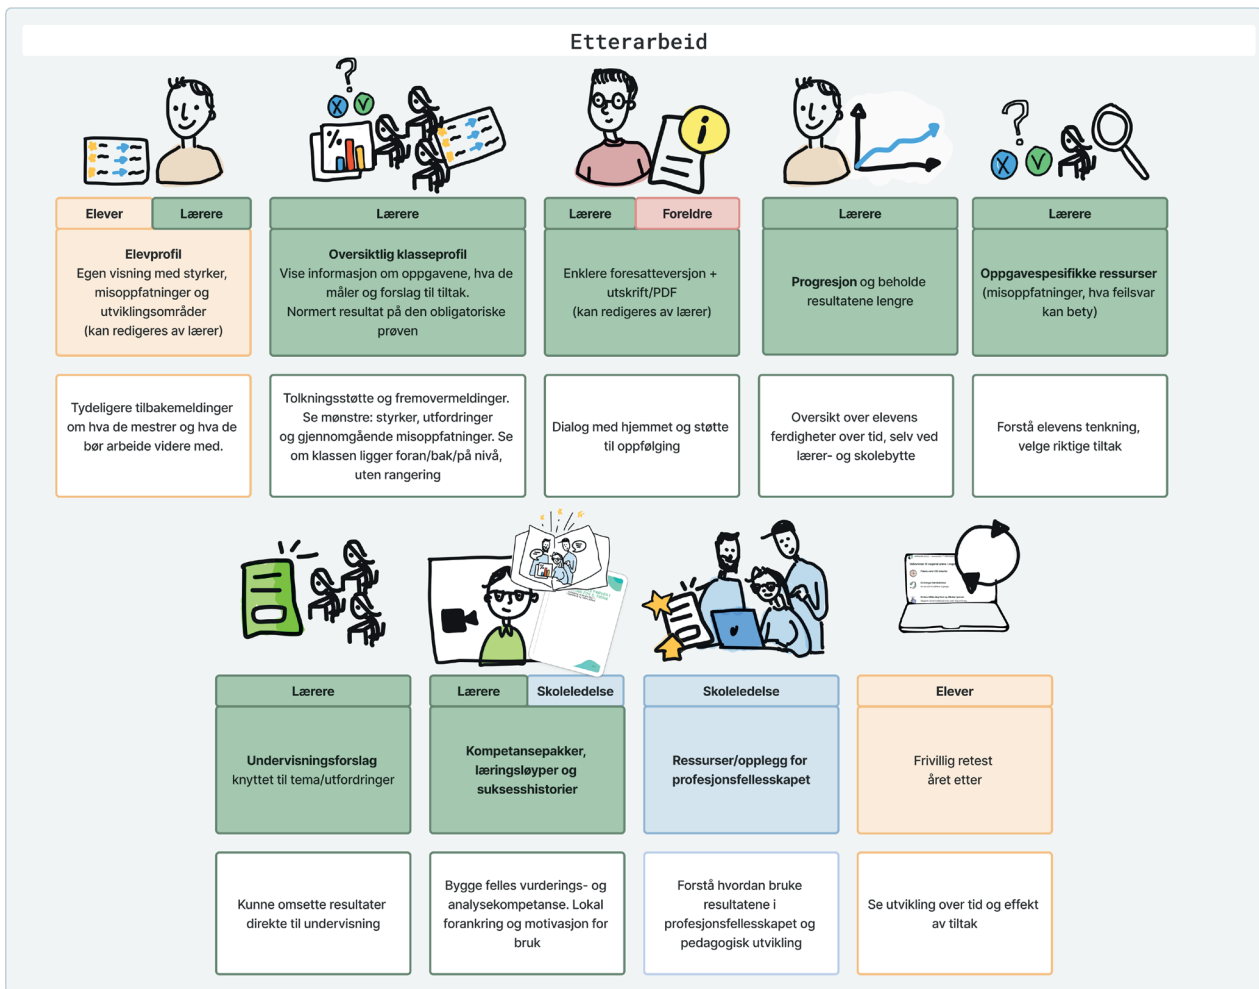 Etterarbeid
?
X V
%
?
X V
i
Elever
Lærere
Lærere
Lærere
Foreldre
Lærere
Lærere
Elevprofil
Egen visning med styrker,
misoppfatninger og
utviklingsområder
(kan redigeres av lærer)
Oversiktlig klasseprofil
Vise informasjon om oppgavene, hva de
måler og forslag til tiltak.
Normert resultat på den obligatoriske
prøven
Enklere foresatteversjon +
utskrift/PDF
(kan redigeres av lærer)
Progresjon og beholde
resultatene lengre
Oppgavespesifikke ressurser
(misoppfatninger, hva feilsvar
kan bety)
Tydeligere tilbakemeldinger
om hva de mestrer og hva de
bør arbeide videre med.
Tolkningsstøtte og fremovermeldinger.
Se mønstre: styrker, utfordringer
og gjennomgående misoppfatninger. Se
om klassen ligger foran/bak/på nivå,
uten rangering
Dialog med hjemmet og støtte
til oppfølging
Oversikt over elevens
ferdigheter over tid, selv ved
lærer- og skolebytte
Forstå elevens tenkning,
velge riktige tiltak
Lærere
Lærere
Skoleledelse
Skoleledelse
Elever
Undervisningsforslag
knyttet til tema/utfordringer
Kompetansepakker,
læringsløyper og
suksesshistorier
Ressurser/opplegg for
profesjonsfellesskapet
Frivillig retest
året etter
Kunne omsette resultater
direkte til undervisning
Bygge felles vurderings- og
analysekompetanse. Lokal
forankring og motivasjon for
bruk
Forstå hvordan bruke
resultatene i
profesjonsfellesskapet og
pedagogisk utvikling
Se utvikling over tid og effekt
av tiltak